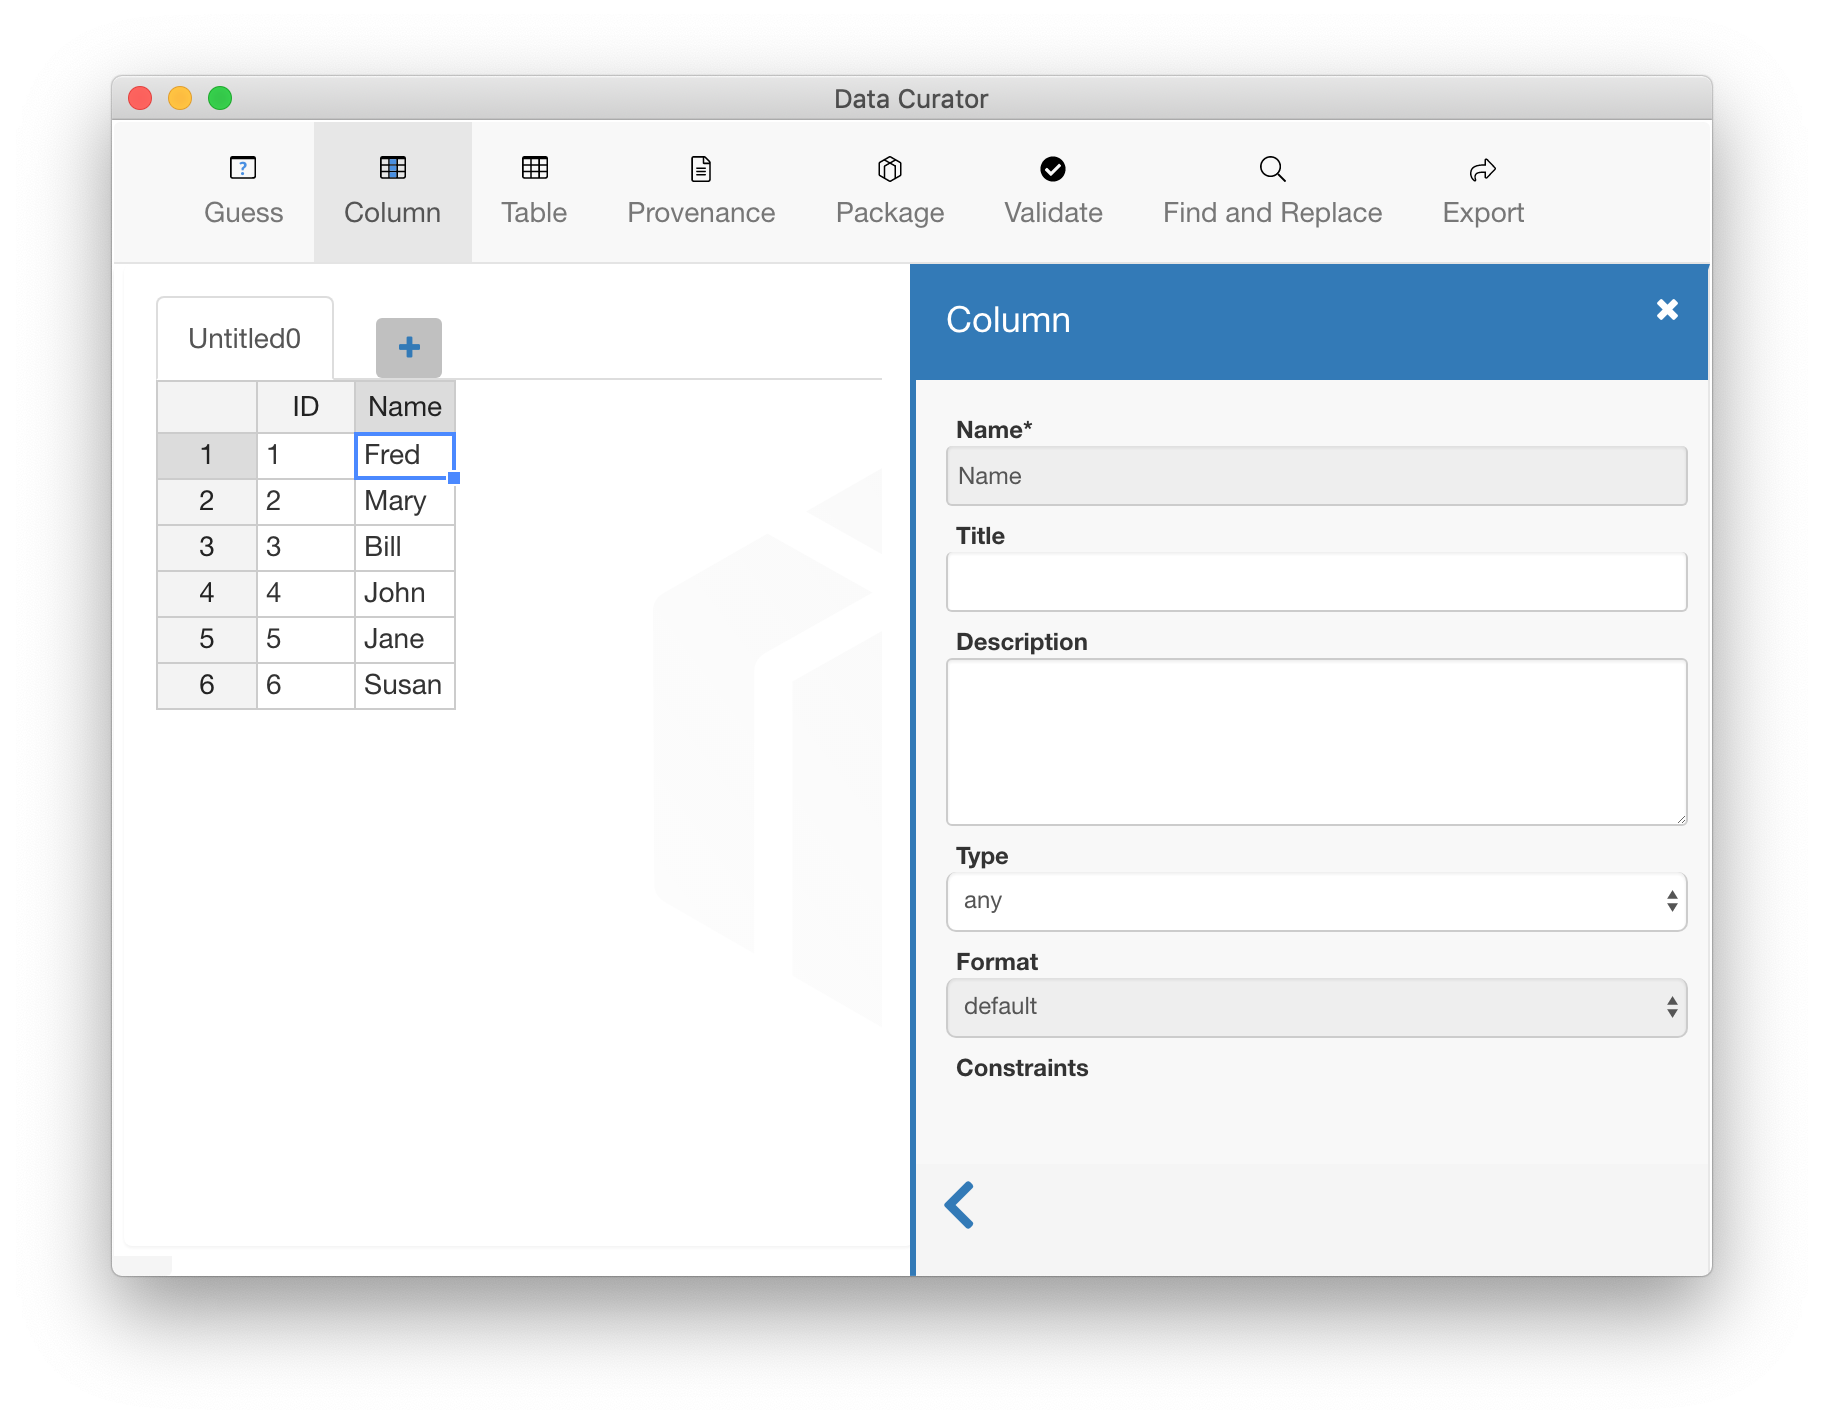 Data Curator
? Guess Column Table Provenance Package Validate Find and Replace Export
Untitled0
ID Name
1 1 Fred
2 2 Mary
3 3 Bill
4 4 John
5 5 Jane
6 6 Susan
Column
Name*
Name
Title
Description
Type
any
Format
default
Constraints